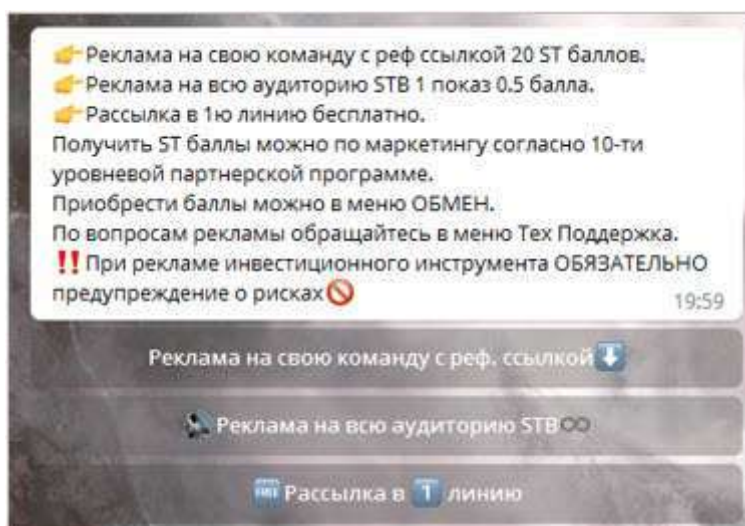 👉Реклама на свою команду с реф ссылкой 20 ST баллов.
👉Реклама на всю аудиторию STB 1 показ 0.5 балла.
👉Рассылка в 1ю линию бесплатно.
Получить ST баллы можно по маркетингу согласно 10-ти
уровневой партнерской программе.
Приобрести баллы можно в меню ОБМЕН.
По вопросам рекламы обращайтесь в меню Тех Поддержка.
‼️При рекламе инвестиционного инструмента ОБЯЗАТЕЛЬНО
предупреждение о рисках🚫
19:59
Реклама на свою команду с реф. ссылкой⬇️
🔊Реклама на всю аудиторию STB♾
🆓Рассылка в 1️⃣ линию